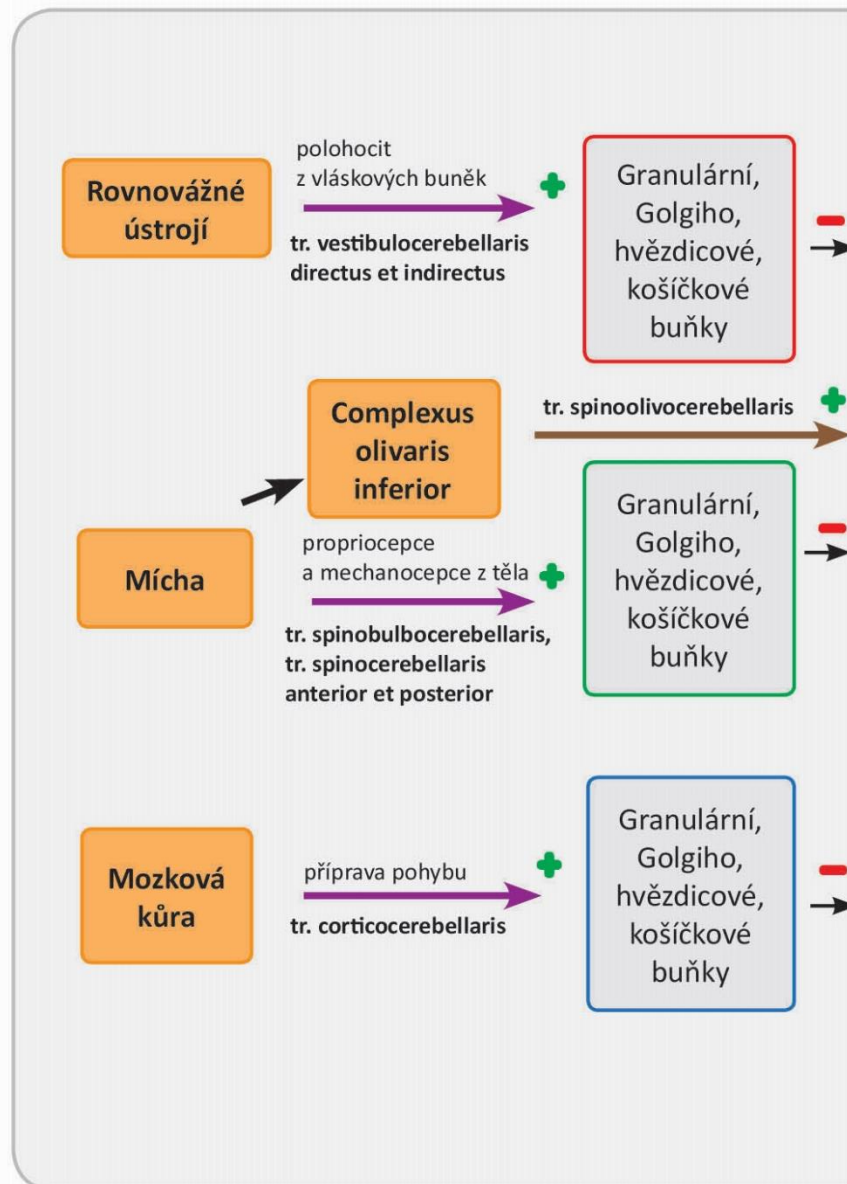 Rovnovážné
ústrojí
polohocit
z vláskových buněk
tr. vestibulocerebellaris
directus et indirectus
Granulární,
Golgiho,
hvězdicové,
košíčkové
buňky
Complexus
olivaris
inferior
tr. spinoolivocerebellaris
Mícha
propriocepce
a mechanocepce z těla
tr. spinobulbocerebellaris,
tr. spinocerebellaris
anterior et posterior
Granulární,
Golgiho,
hvězdicové,
košíčkové
buňky
Mozková
kůra
příprava pohybu
tr. corticocerebellaris
Granulární,
Golgiho,
hvězdicové,
košíčkové
buňky